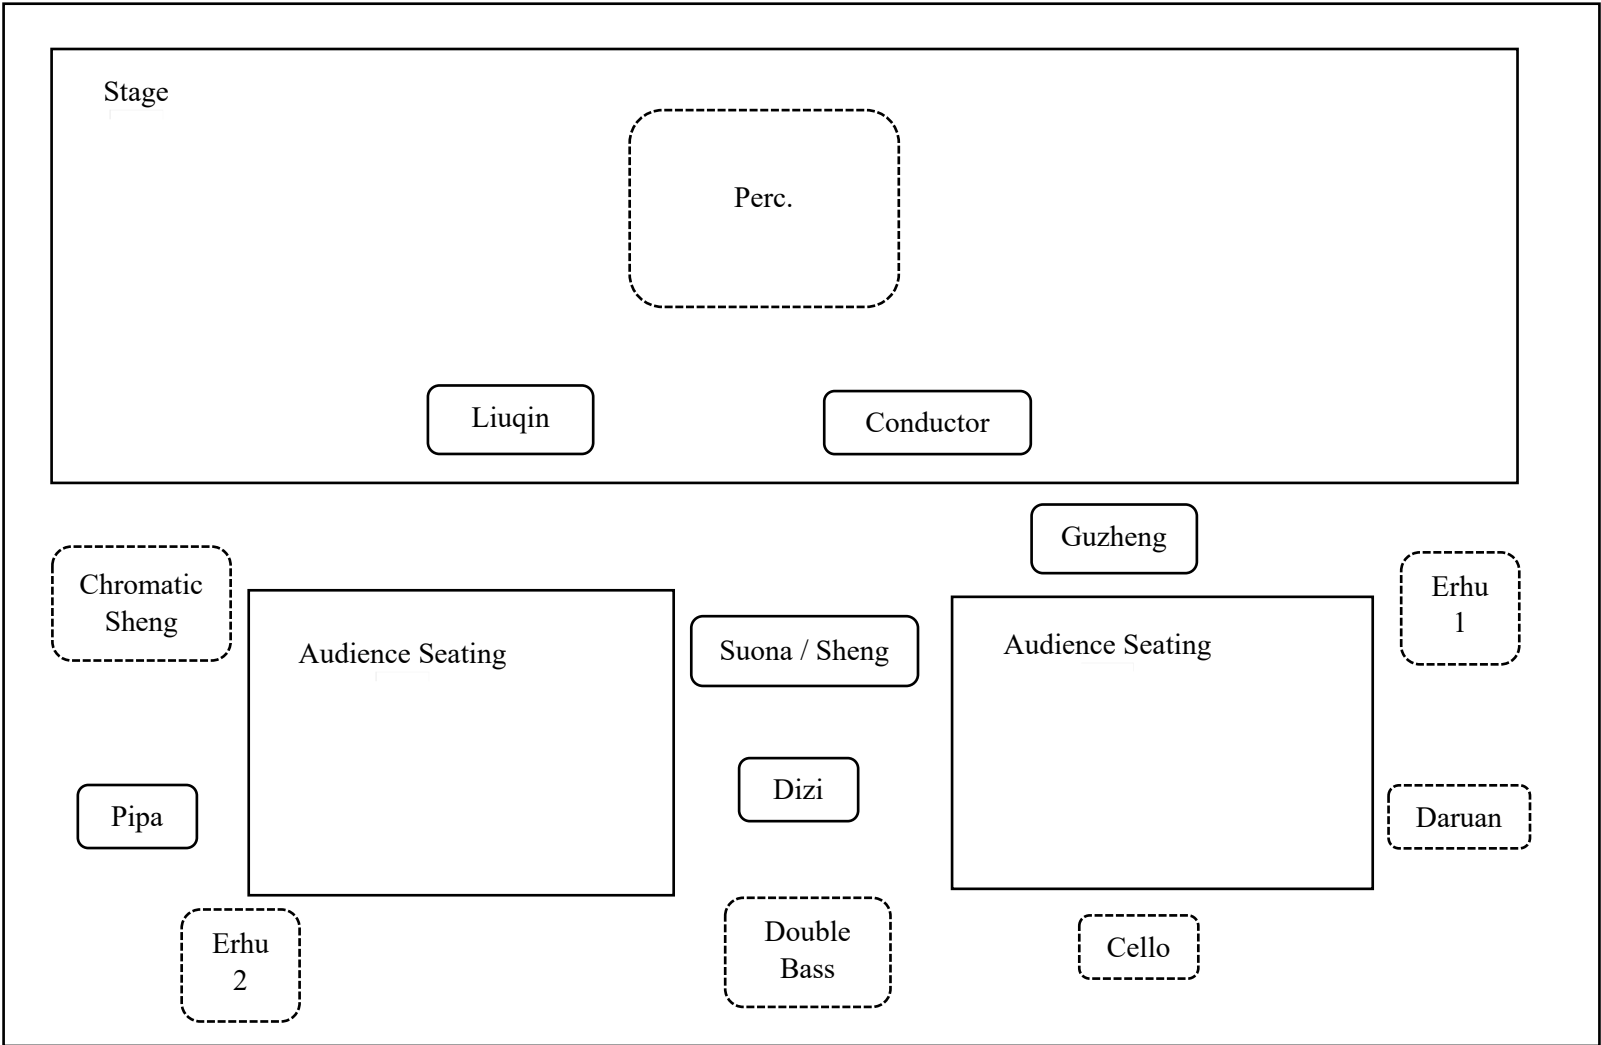 Stage
Perc.
Liuqin
Conductor
Guzheng
Chromatic
Sheng
Erhu
1
Audience Seating
Suona / Sheng
Audience Seating
Dizi
Pipa
Daruan
Erhu
2
Double
Bass
Cello